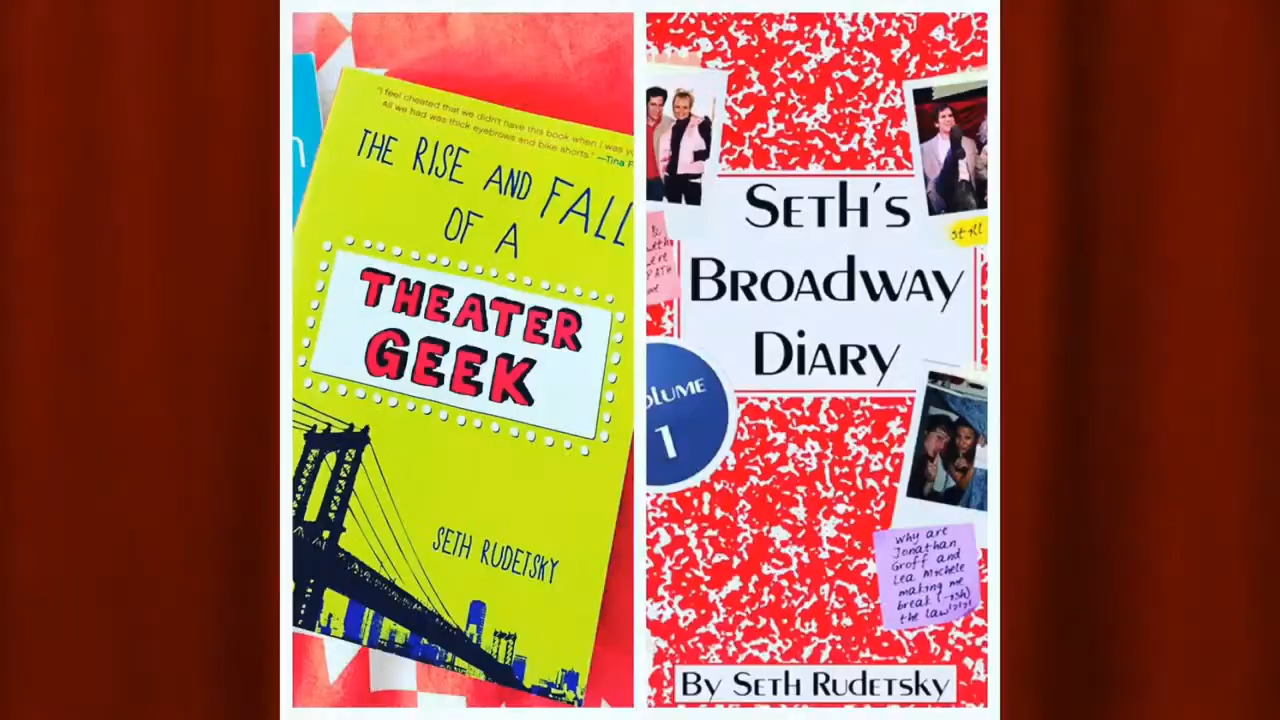 "I feel cheated that we didn't have this book when I was
All we had was thick eyebrows and bike shorts." —Tina
THE RISE AND FALL
OF A
THEATER
GEEK
SETH RUDETSKY
SETH'S
BROADWAY
DIARY
1
still
Why are
Jonathan
Groff and
Lea Michele
making me
break (-ish)
the law?!?!
By SETH RUDETSKY